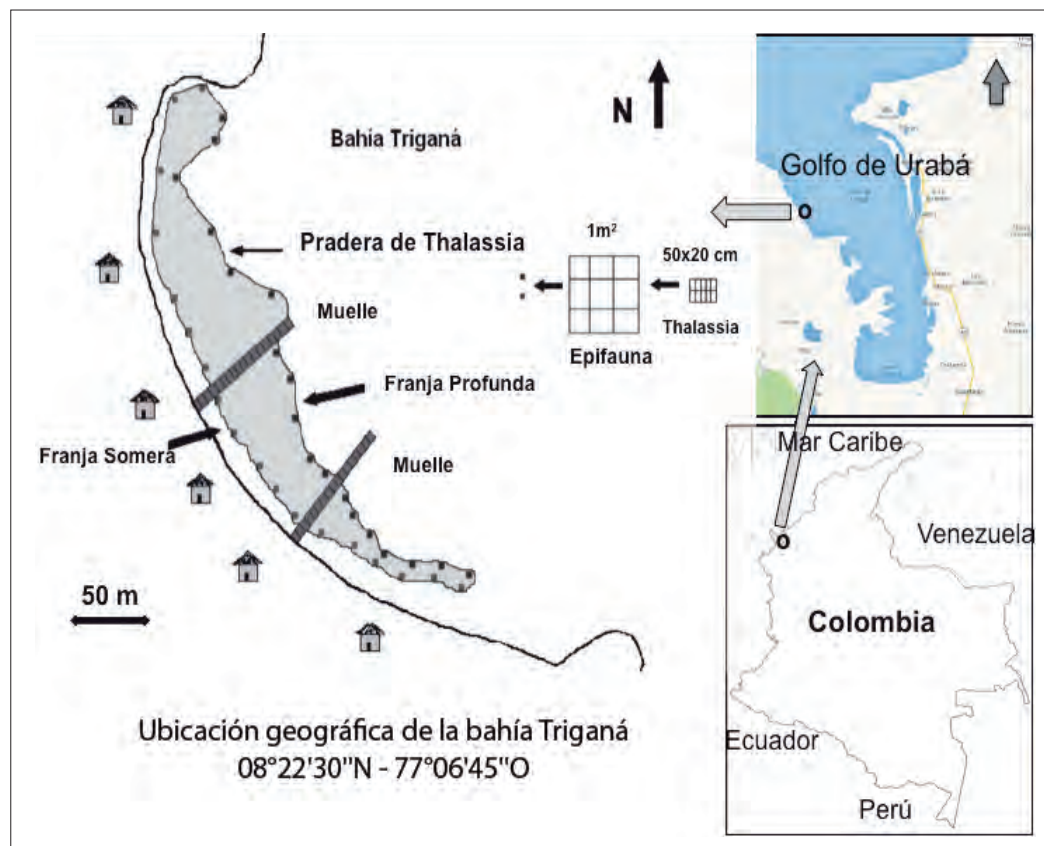 Bahía Triganá
N
Golfo de Urabá
Pradera de Thalassia
1m²
50x20 cm
Muelle
Thalassia
Epifauna
Franja Profunda
Franja Somera
Muelle
50 m
Mar Caribe
Venezuela
Colombia
Ecuador
Perú
Ubicación geográfica de la bahía Triganá
08°22'30"N - 77°06'45"O